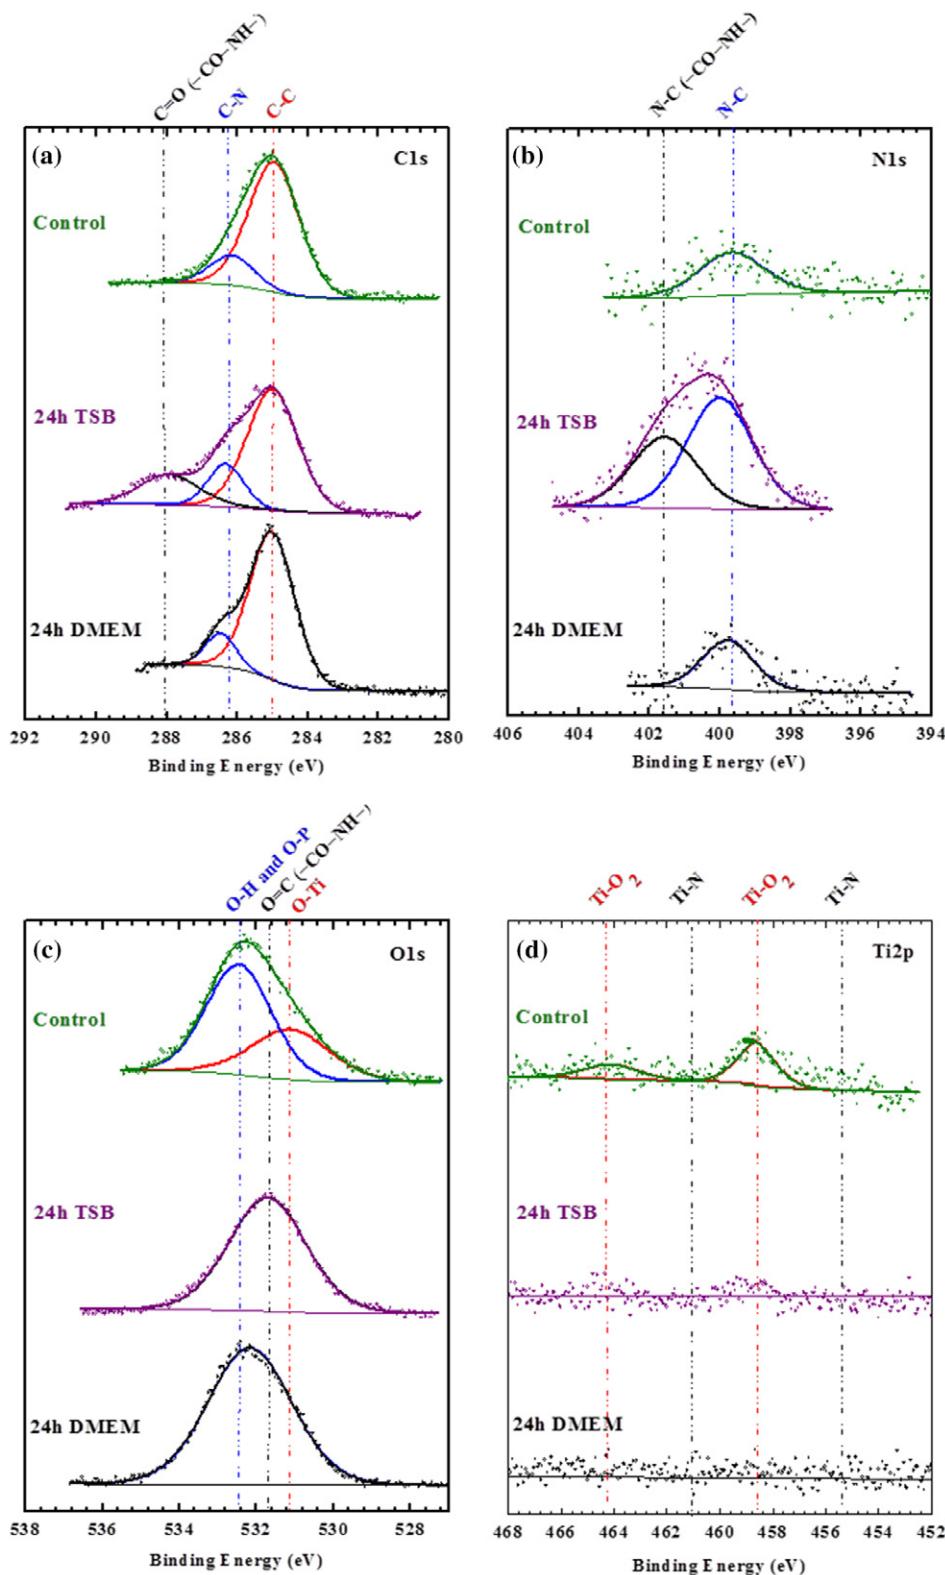 C=O (–CO–NH–)
C-N
C-C
(a)
C1s
Control
24h TSB
24h DMEM
292 290 288 286 284 282 280
Binding Energy (eV)
N-C (–CO–NH–)
N-C
(b)
N1s
Control
24h TSB
24h DMEM
406 404 402 400 398 396 394
Binding Energy (eV)
O-H and O-P
O=C (–CO–NH–)
O-Ti
(c)
O1s
Control
24h TSB
24h DMEM
538 536 534 532 530 528
Binding Energy (eV)
Ti-O2
Ti-N
Ti-O2
Ti-N
(d)
Ti2p
Control
24h TSB
24h DMEM
468 466 464 462 460 458 456 454 452
Binding Energy (eV)